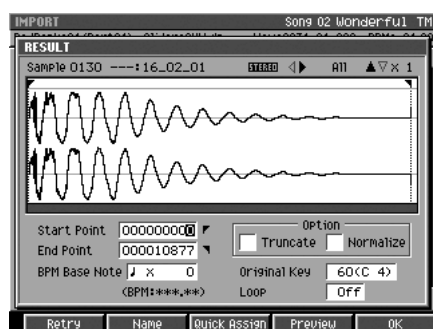 IMPORT Song 02 Wonderful TM
RESULT
Sample 0130 ---:16_02_01 STEREO All × 1
Start Point 000000000
End Point 000010877
BPM Base Note ♩ × 0
(BPM:***.**)
Option
Truncate Normalize
Original Key 60(C 4)
Loop Off
Retry Name Quick Assign Preview OK